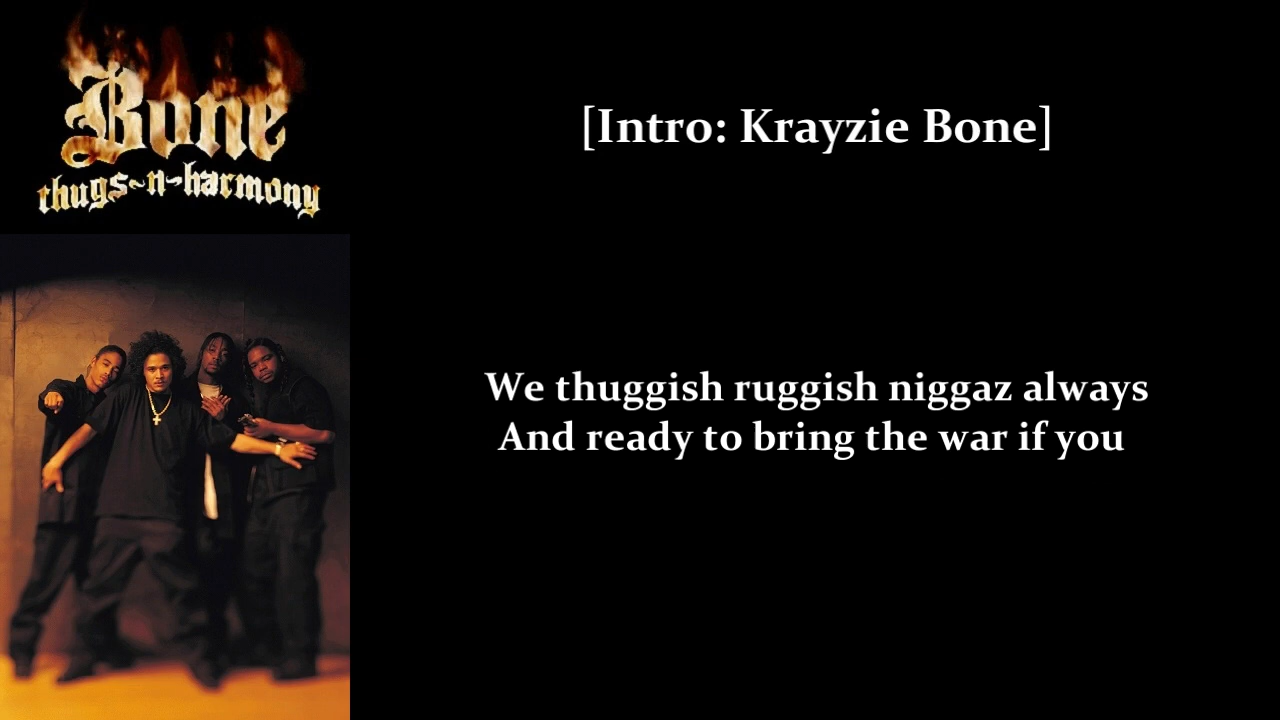 Bone
thugs~n~harmony
[Intro: Krayzie Bone]
We thuggish ruggish niggaz always
And ready to bring the war if you